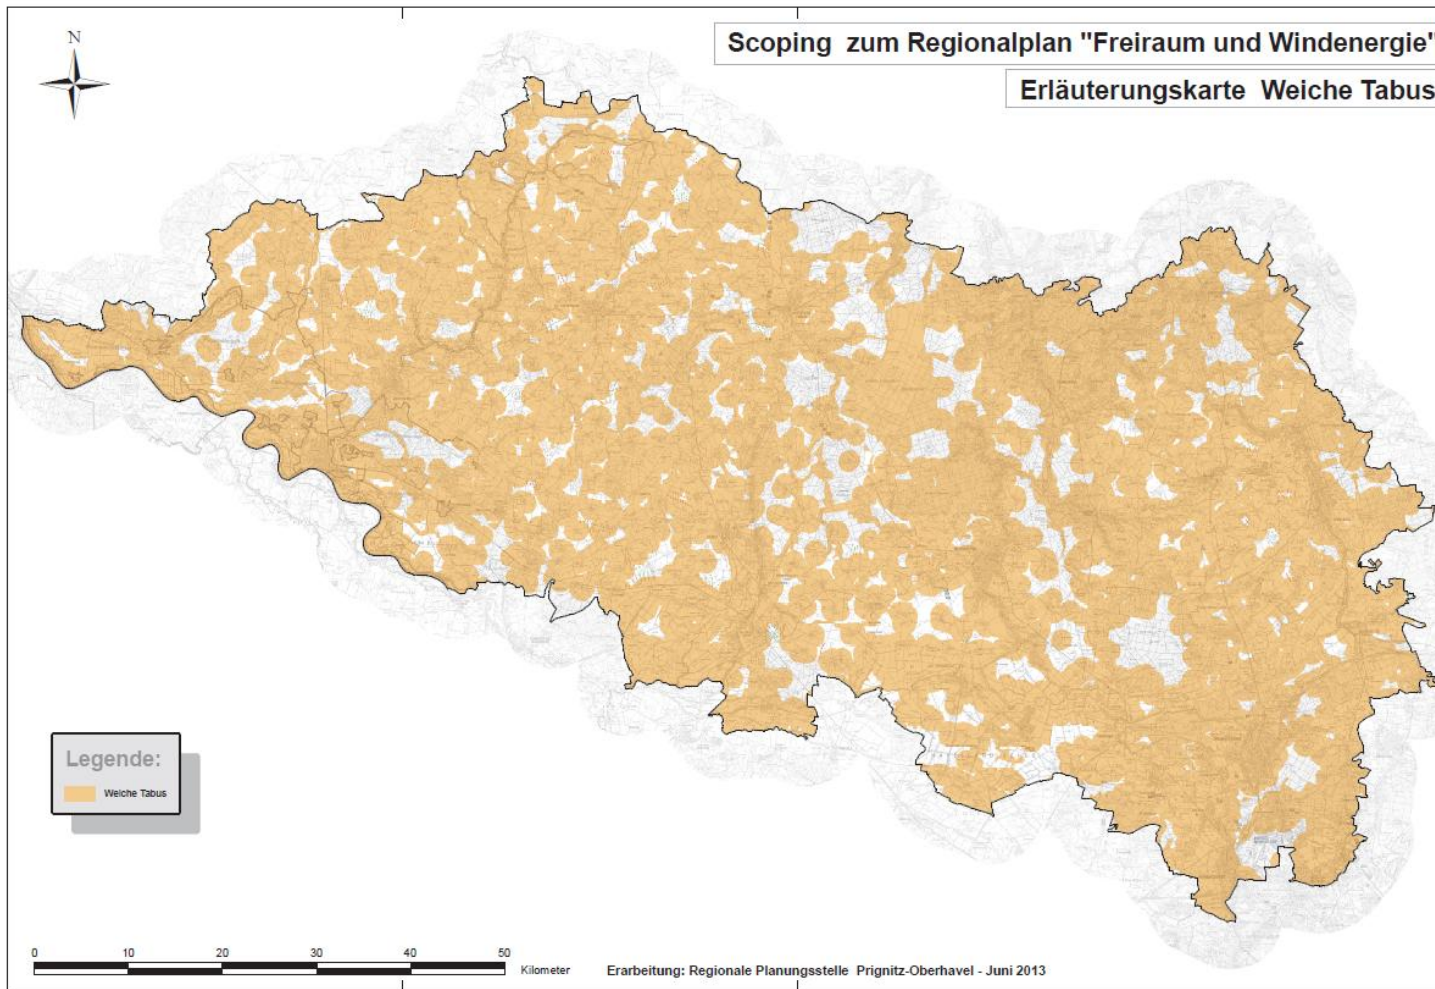 N
Scoping zum Regionalplan "Freiraum und Windenergie"
Erläuterungskarte Weiche Tabus
Legende:
Weiche Tabus
0 10 20 30 40 50
Kilometer
Erarbeitung: Regionale Planungsstelle Prignitz-Oberhavel - Juni 2013